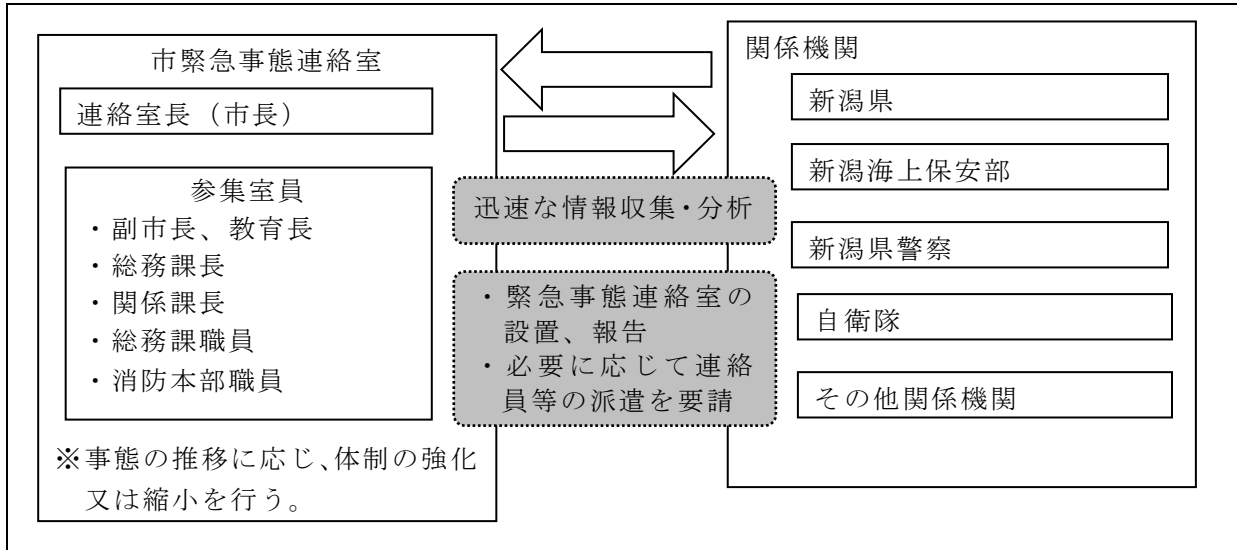 市緊急事態連絡室
連絡室長（市長）
参集室員
・副市長、教育長
・総務課長
・関係課長
・総務課職員
・消防本部職員
※事態の推移に応じ、体制の強化
又は縮小を行う。
迅速な情報収集・分析
・緊急事態連絡室の
設置、報告
・必要に応じて連絡
員等の派遣を要請
関係機関
新潟県
新潟海上保安部
新潟県警察
自衛隊
その他関係機関